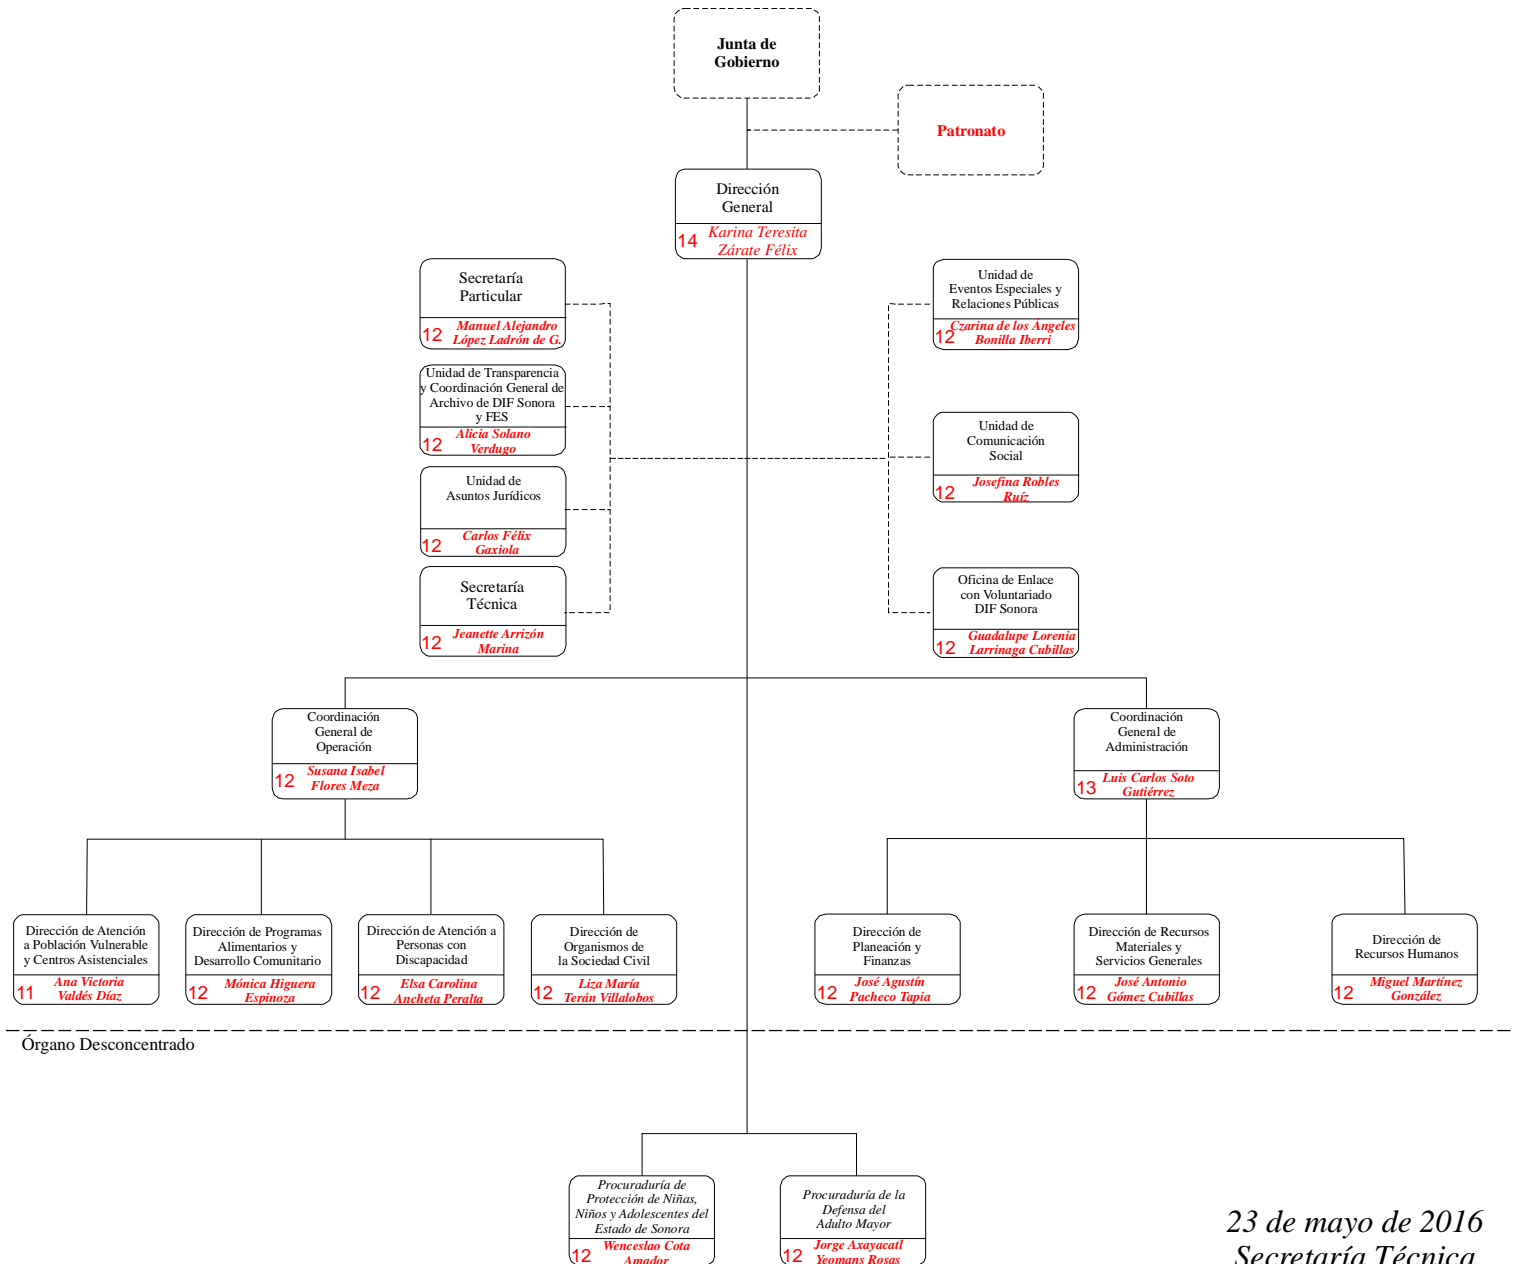 Junta de
Gobierno
Patronato
Dirección
General
14 Karina Teresita
Zárate Félix
Secretaría
Particular
12 Manuel Alejandro
López Ladrón de G.
Unidad de
Eventos Especiales y
Relaciones Públicas
12 Czarina de los Ángeles
Bonilla Iberri
Unidad de Transparencia
y Coordinación General de
Archivo de DIF Sonora
y FES
12 Alicia Solano
Verdugo
Unidad de
Comunicación
Social
12 Josefina Robles
Ruíz
Unidad de
Asuntos Jurídicos
12 Carlos Félix
Gaxiola
Secretaría
Técnica
12 Jeanette Arrizón
Marina
Oficina de Enlace
con Voluntariado
DIF Sonora
12 Guadalupe Lorenia
Larrinaga Cubillas
Coordinación
General de
Operación
12 Susana Isabel
Flores Meza
Coordinación
General de
Administración
13 Luis Carlos Soto
Gutiérrez
Dirección de Atención
a Población Vulnerable
y Centros Asistenciales
11 Ana Victoria
Valdés Díaz
Dirección de Programas
Alimentarios y
Desarrollo Comunitario
12 Mónica Higuera
Espinoza
Dirección de Atención a
Personas con
Discapacidad
12 Elsa Carolina
Ancheta Peralta
Dirección de
Organismos de
la Sociedad Civil
12 Liza María
Terán Villalobos
Dirección de
Planeación y
Finanzas
12 José Agustín
Pacheco Tapia
Dirección de Recursos
Materiales y
Servicios Generales
12 José Antonio
Gómez Cubillas
Dirección de
Recursos Humanos
12 Miguel Martínez
González
Órgano Desconcentrado
Procuraduría de
Protección de Niñas,
Niños y Adolescentes del
Estado de Sonora
12 Wenceslao Cota
Amador
Procuraduría de la
Defensa del
Adulto Mayor
12 Jorge Axayacatl
Yeomans Rosas
23 de mayo de 2016
Secretaría Técnica